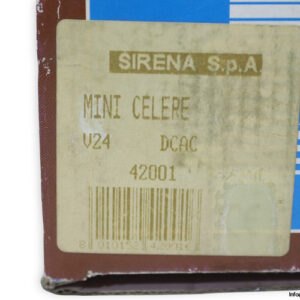 SIRENA S.p.A
MINI CELERE
V24 DCAC
42001